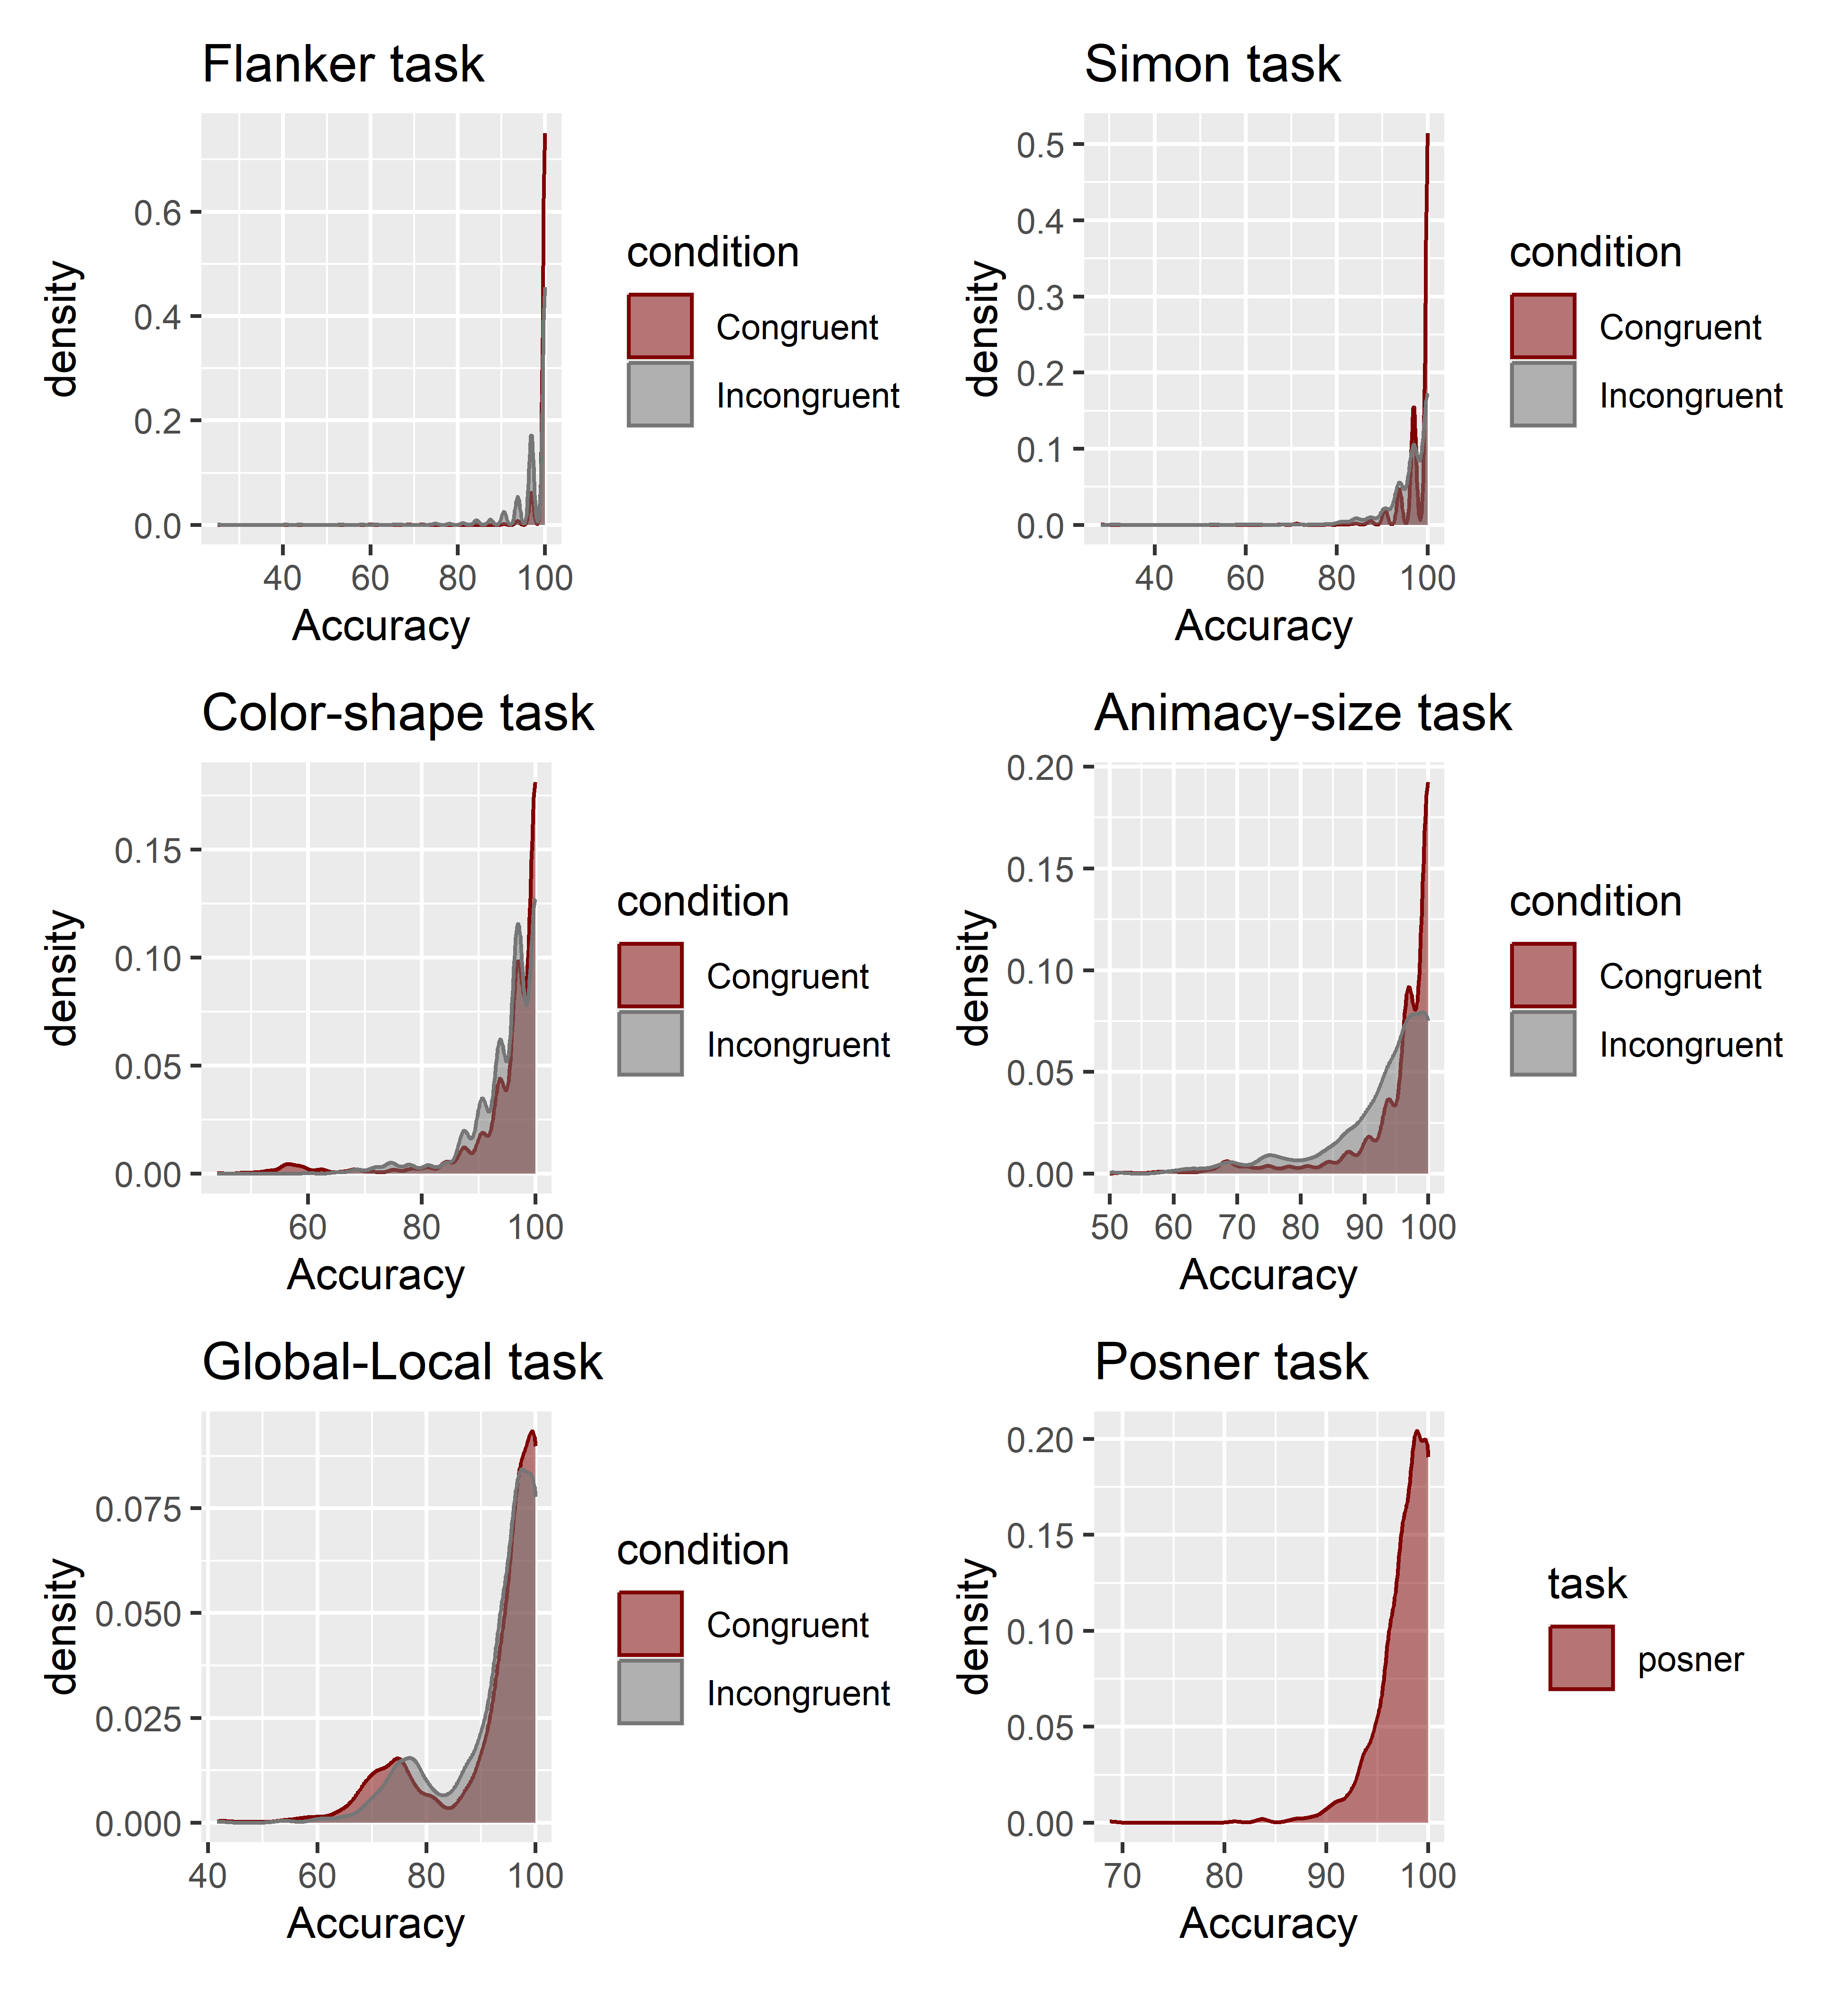 Flanker task
density
0.6
0.4
0.2
0.0
40 60 80 100
Accuracy
condition
Congruent
Incongruent
Simon task
density
0.5
0.4
0.3
0.2
0.1
0.0
40 60 80 100
Accuracy
condition
Congruent
Incongruent
Color-shape task
density
0.15
0.10
0.05
0.00
60 80 100
Accuracy
condition
Congruent
Incongruent
Animacy-size task
density
0.20
0.15
0.10
0.05
0.00
50 60 70 80 90 100
Accuracy
condition
Congruent
Incongruent
Global-Local task
density
0.075
0.050
0.025
0.000
40 60 80 100
Accuracy
condition
Congruent
Incongruent
Posner task
density
0.20
0.15
0.10
0.05
0.00
70 80 90 100
Accuracy
task
posner